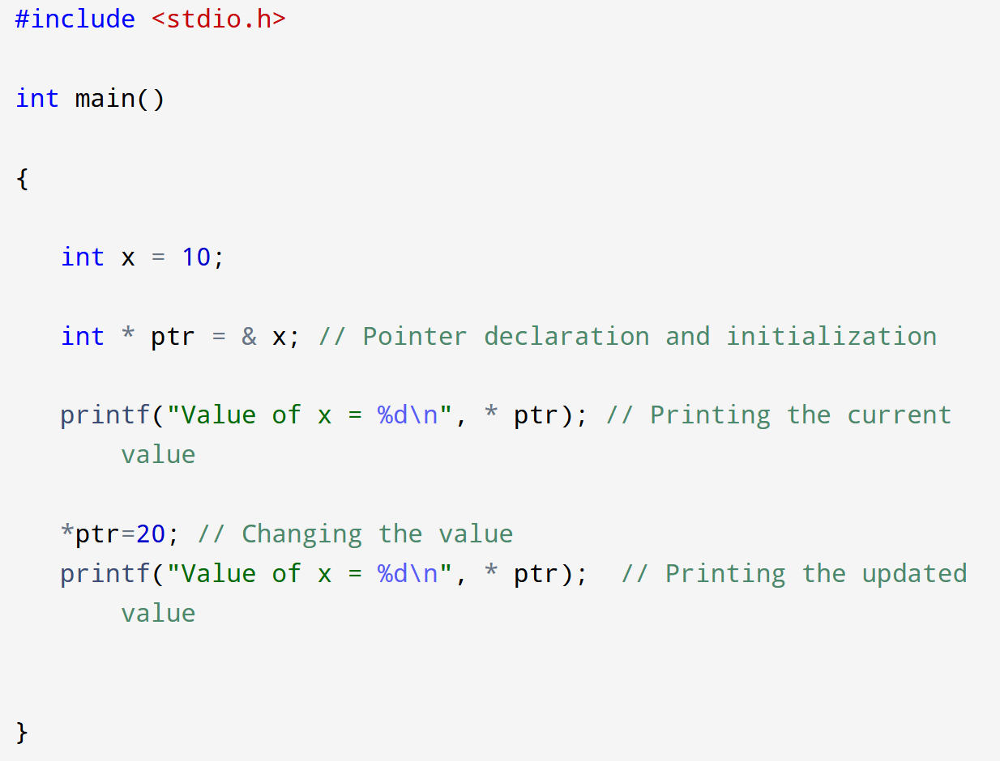 #include <stdio.h>
int main()
{
int x = 10;
int * ptr = & x; // Pointer declaration and initialization
printf("Value of x = %d\n", * ptr); // Printing the current
value
*ptr=20; // Changing the value
printf("Value of x = %d\n", * ptr);  // Printing the updated
value
}